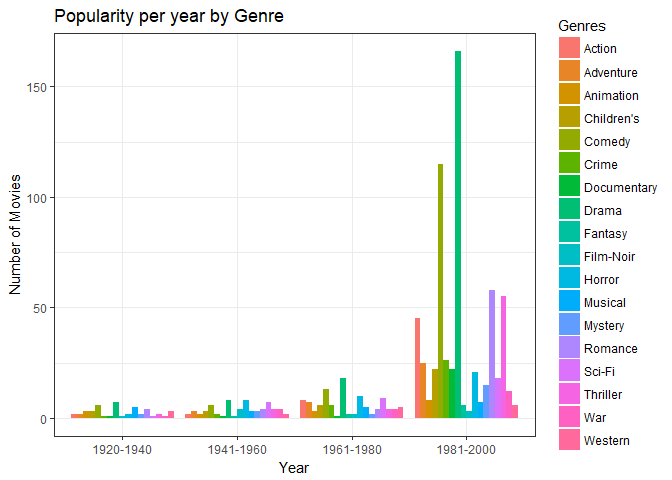 Popularity per year by Genre
Number of Movies
150
100
50
0
1920-1940
1941-1960
1961-1980
1981-2000
Year
Genres
Action
Adventure
Animation
Children's
Comedy
Crime
Documentary
Drama
Fantasy
Film-Noir
Horror
Musical
Mystery
Romance
Sci-Fi
Thriller
War
Western